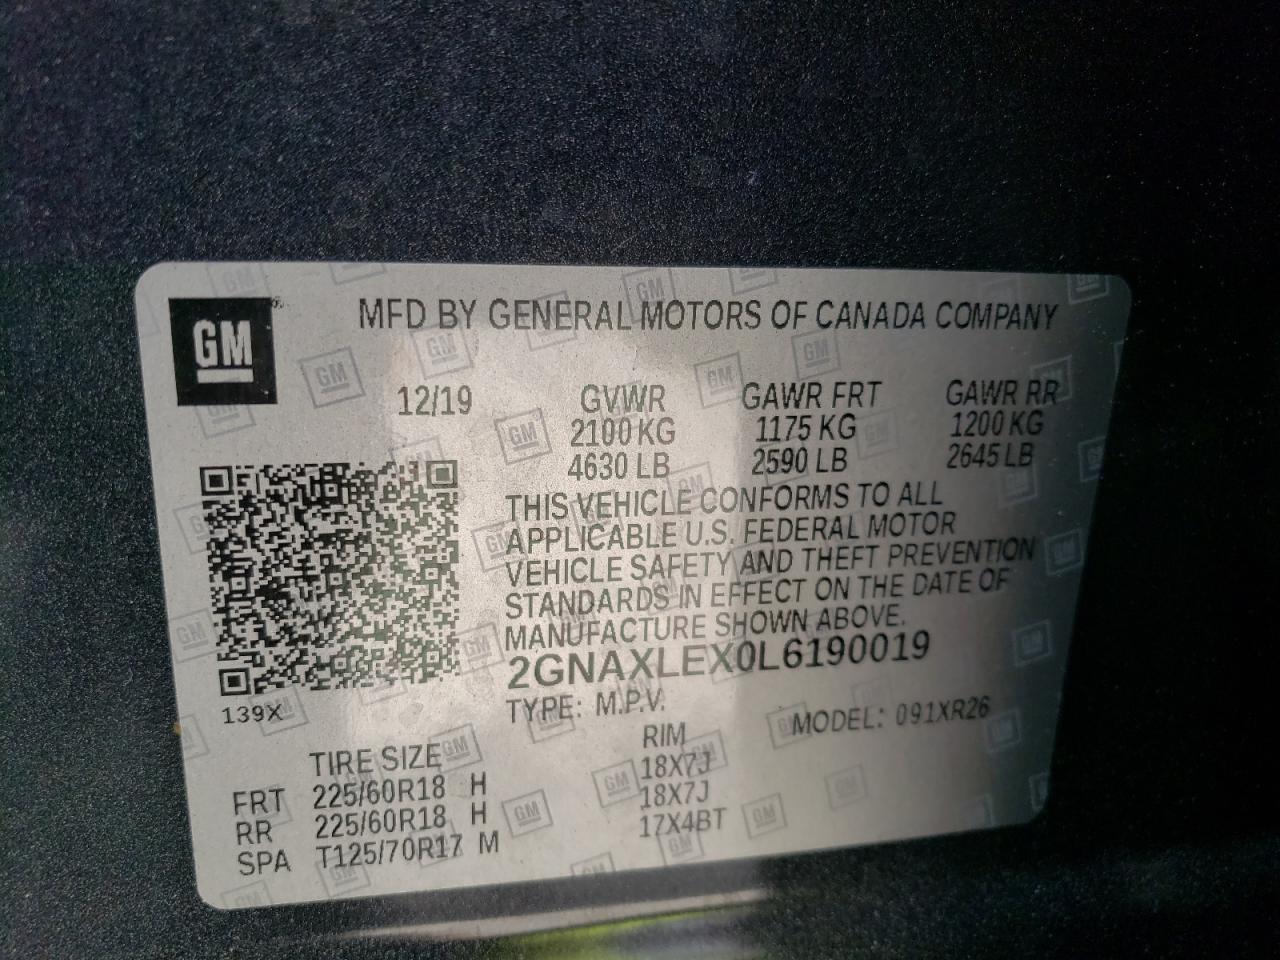 GM
MFD BY GENERAL MOTORS OF CANADA COMPANY
12/19 GVWR GAWR FRT GAWR RR
2100 KG 1175 KG 1200 KG
4630 LB 2590 LB 2645 LB
THIS VEHICLE CONFORMS TO ALL
APPLICABLE U.S. FEDERAL MOTOR
VEHICLE SAFETY AND THEFT PREVENTION
STANDARDS IN EFFECT ON THE DATE OF
MANUFACTURE SHOWN ABOVE.
2GNAXLEX0L6190019
139X
TYPE: M.P.V. MODEL: 091XR26
TIRE SIZE RIM
FRT 225/60R18 H 18X7J
RR 225/60R18 H 18X7J
SPA T125/70R17 M 17X4BT